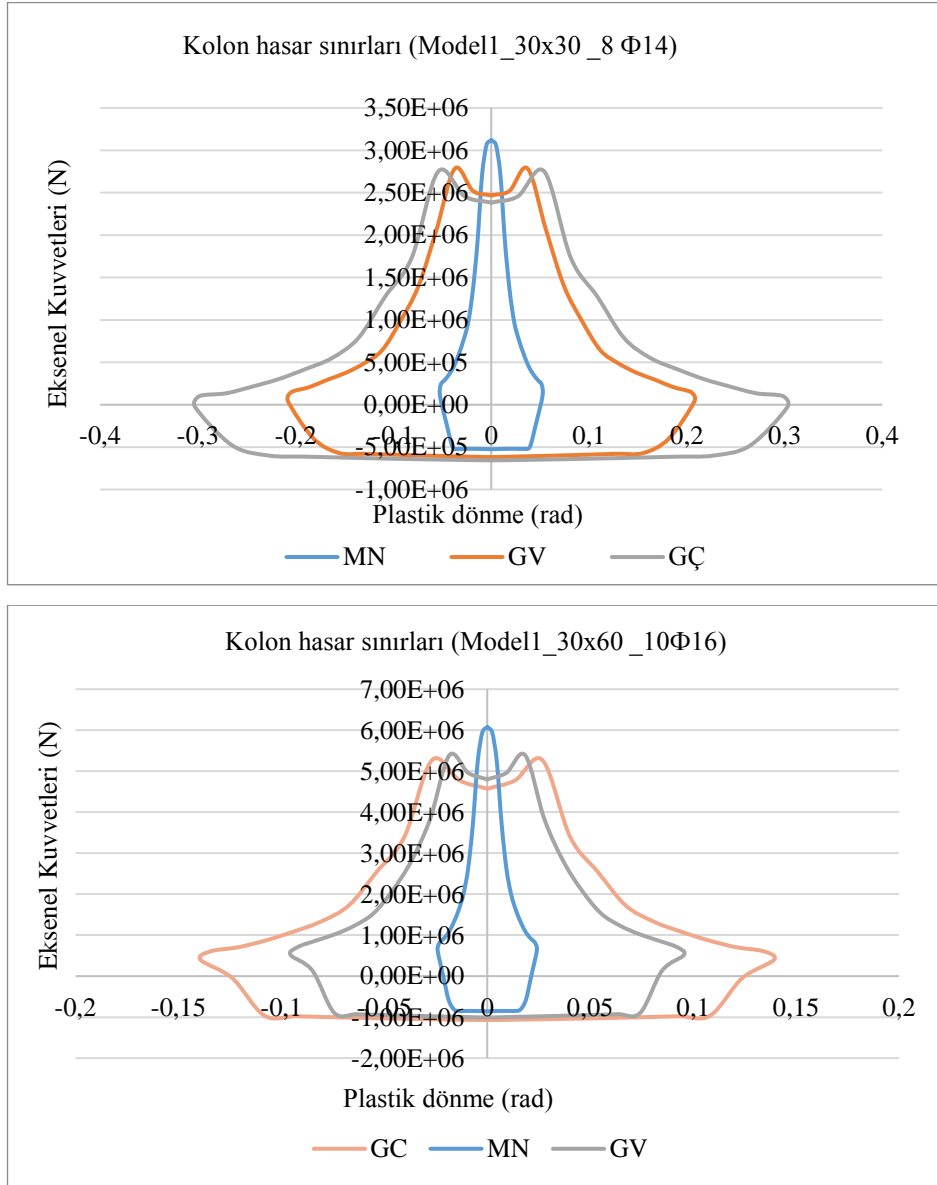 Kolon hasar sınırları (Model1_30x30 _8 Φ14)
Eksenel Kuvvetleri (N)
3,50E+06
3,00E+06
2,50E+06
2,00E+06
1,50E+06
1,00E+06
5,00E+05
0,00E+00
-5,00E+05
-1,00E+06
-0,4 -0,3 -0,2 -0,1 0 0,1 0,2 0,3 0,4
Plastik dönme (rad)
MN GV GÇ
Kolon hasar sınırları (Model1_30x60 _10Φ16)
Eksenel Kuvvetleri (N)
7,00E+06
6,00E+06
5,00E+06
4,00E+06
3,00E+06
2,00E+06
1,00E+06
0,00E+00
-1,00E+06
-2,00E+06
-0,2 -0,15 -0,1 -0,05 0 0,05 0,1 0,15 0,2
Plastik dönme (rad)
GC MN GV